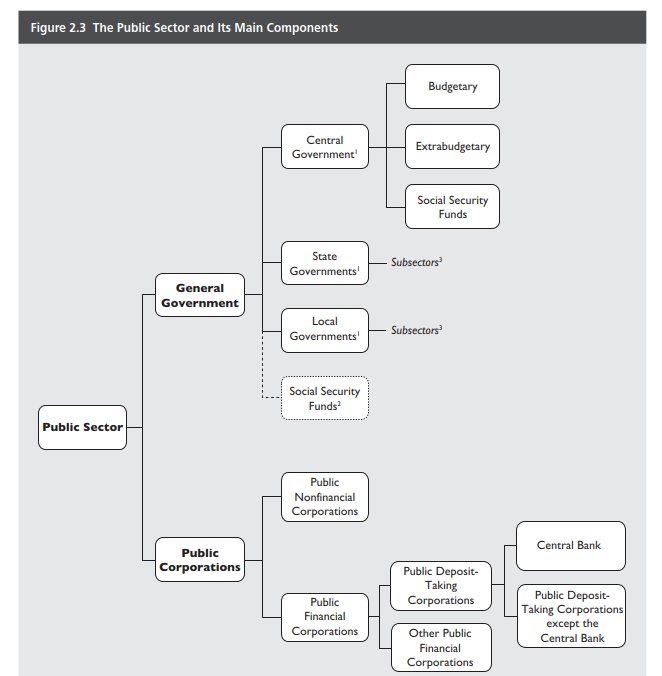 Figure 2.3 The Public Sector and Its Main Components
Budgetary
Central
Government¹
Extrabudgetary
Social Security
Funds
State
Governments¹
Subsectors³
General
Government
Local
Governments¹
Subsectors³
Social Security
Funds²
Public Sector
Public
Nonfinancial
Corporations
Public
Corporations
Central Bank
Public Deposit-
Taking
Corporations
Public
Financial
Corporations
Public Deposit-
Taking Corporations
except the
Central Bank
Other Public
Financial
Corporations